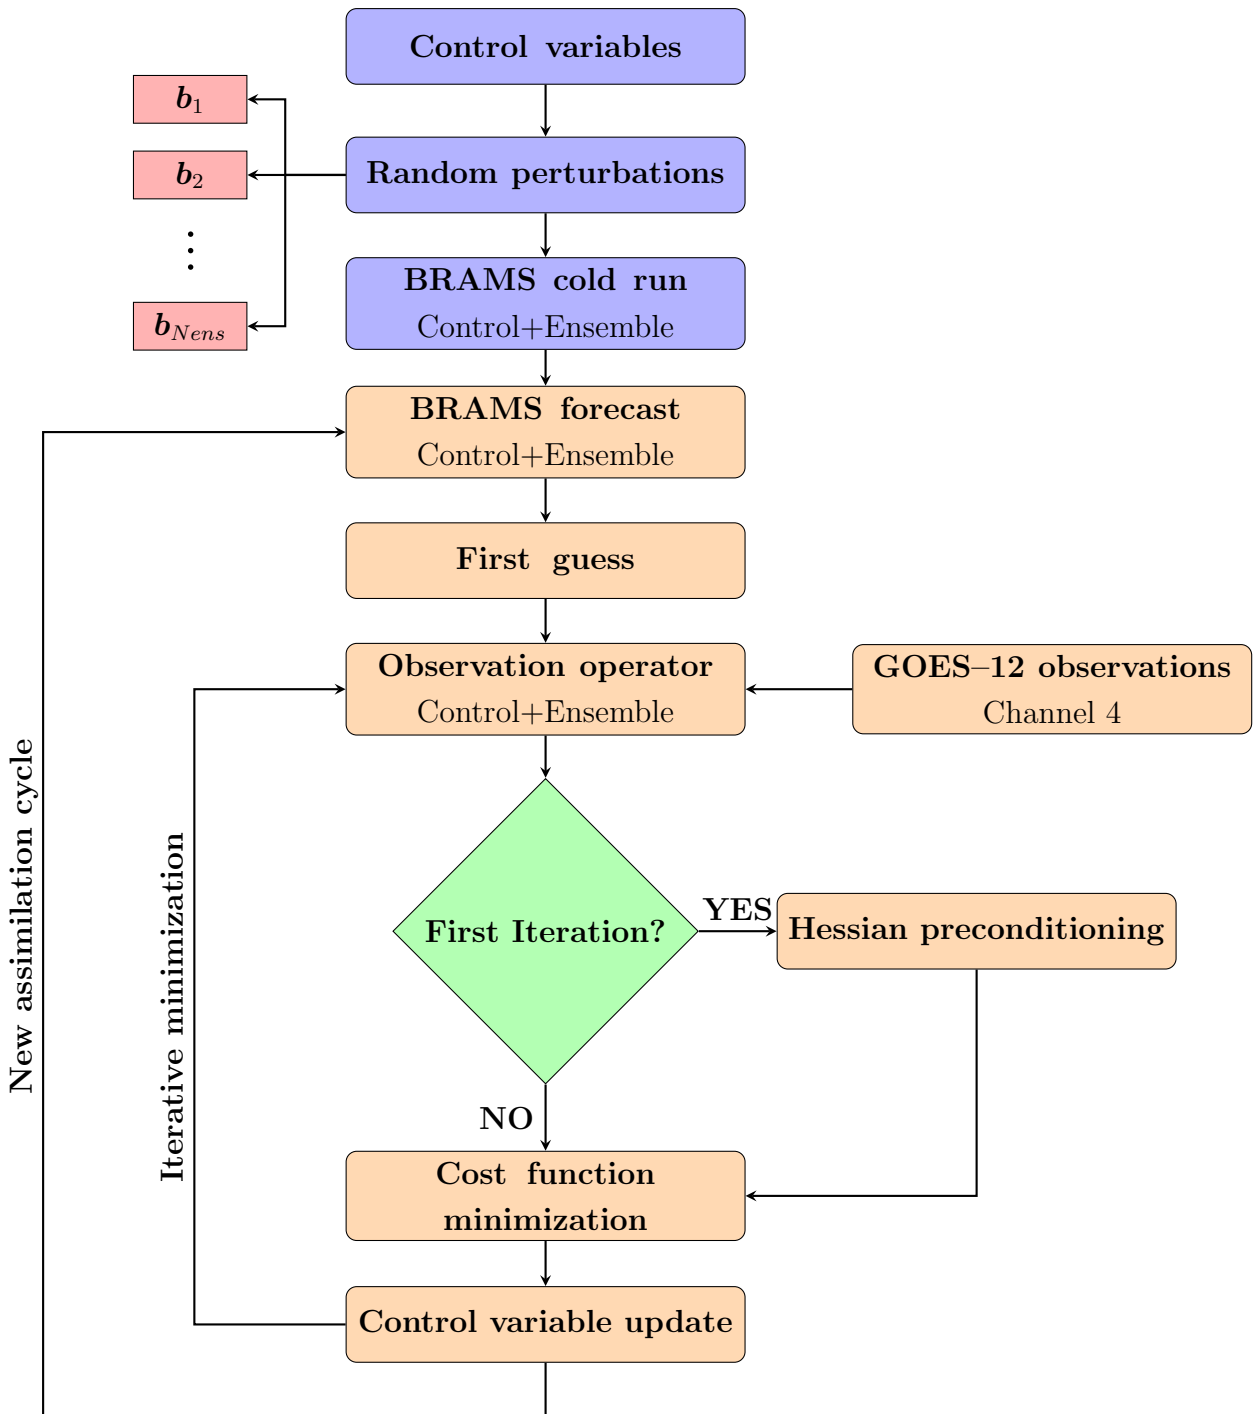 Control variables
b1
Random perturbations
b2
⋮
BRAMS cold run
Control+Ensemble
bNens
BRAMS forecast
Control+Ensemble
First guess
Observation operator
Control+Ensemble
GOES–12 observations
Channel 4
New assimilation cycle
Iterative minimization
First Iteration?
YES
Hessian preconditioning
NO
Cost function
minimization
Control variable update